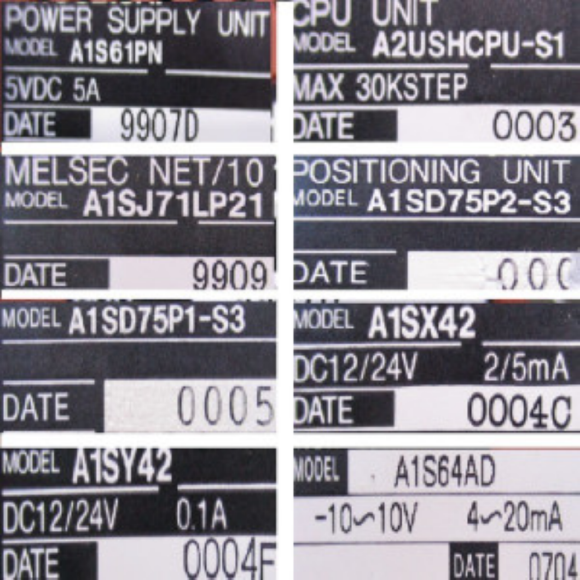 POWER SUPPLY UNIT
MODEL A1S61PN
5VDC 5A
DATE 9907D
CPU UNIT
MODEL A2USHCPU-S1
MAX 30KSTEP
DATE 0003
MELSEC NET/10
MODEL A1SJ71LP21
DATE 9909
POSITIONING UNIT
MODEL A1SD75P2-S3
DATE
MODEL A1SD75P1-S3
DATE 0005
MODEL A1SX42
DC12/24V 2/5mA
DATE 0004C
MODEL A1SY42
DC12/24V 0.1A
DATE 0004F
MODEL A1S64AD
-10~10V 4~20mA
DATE 0704